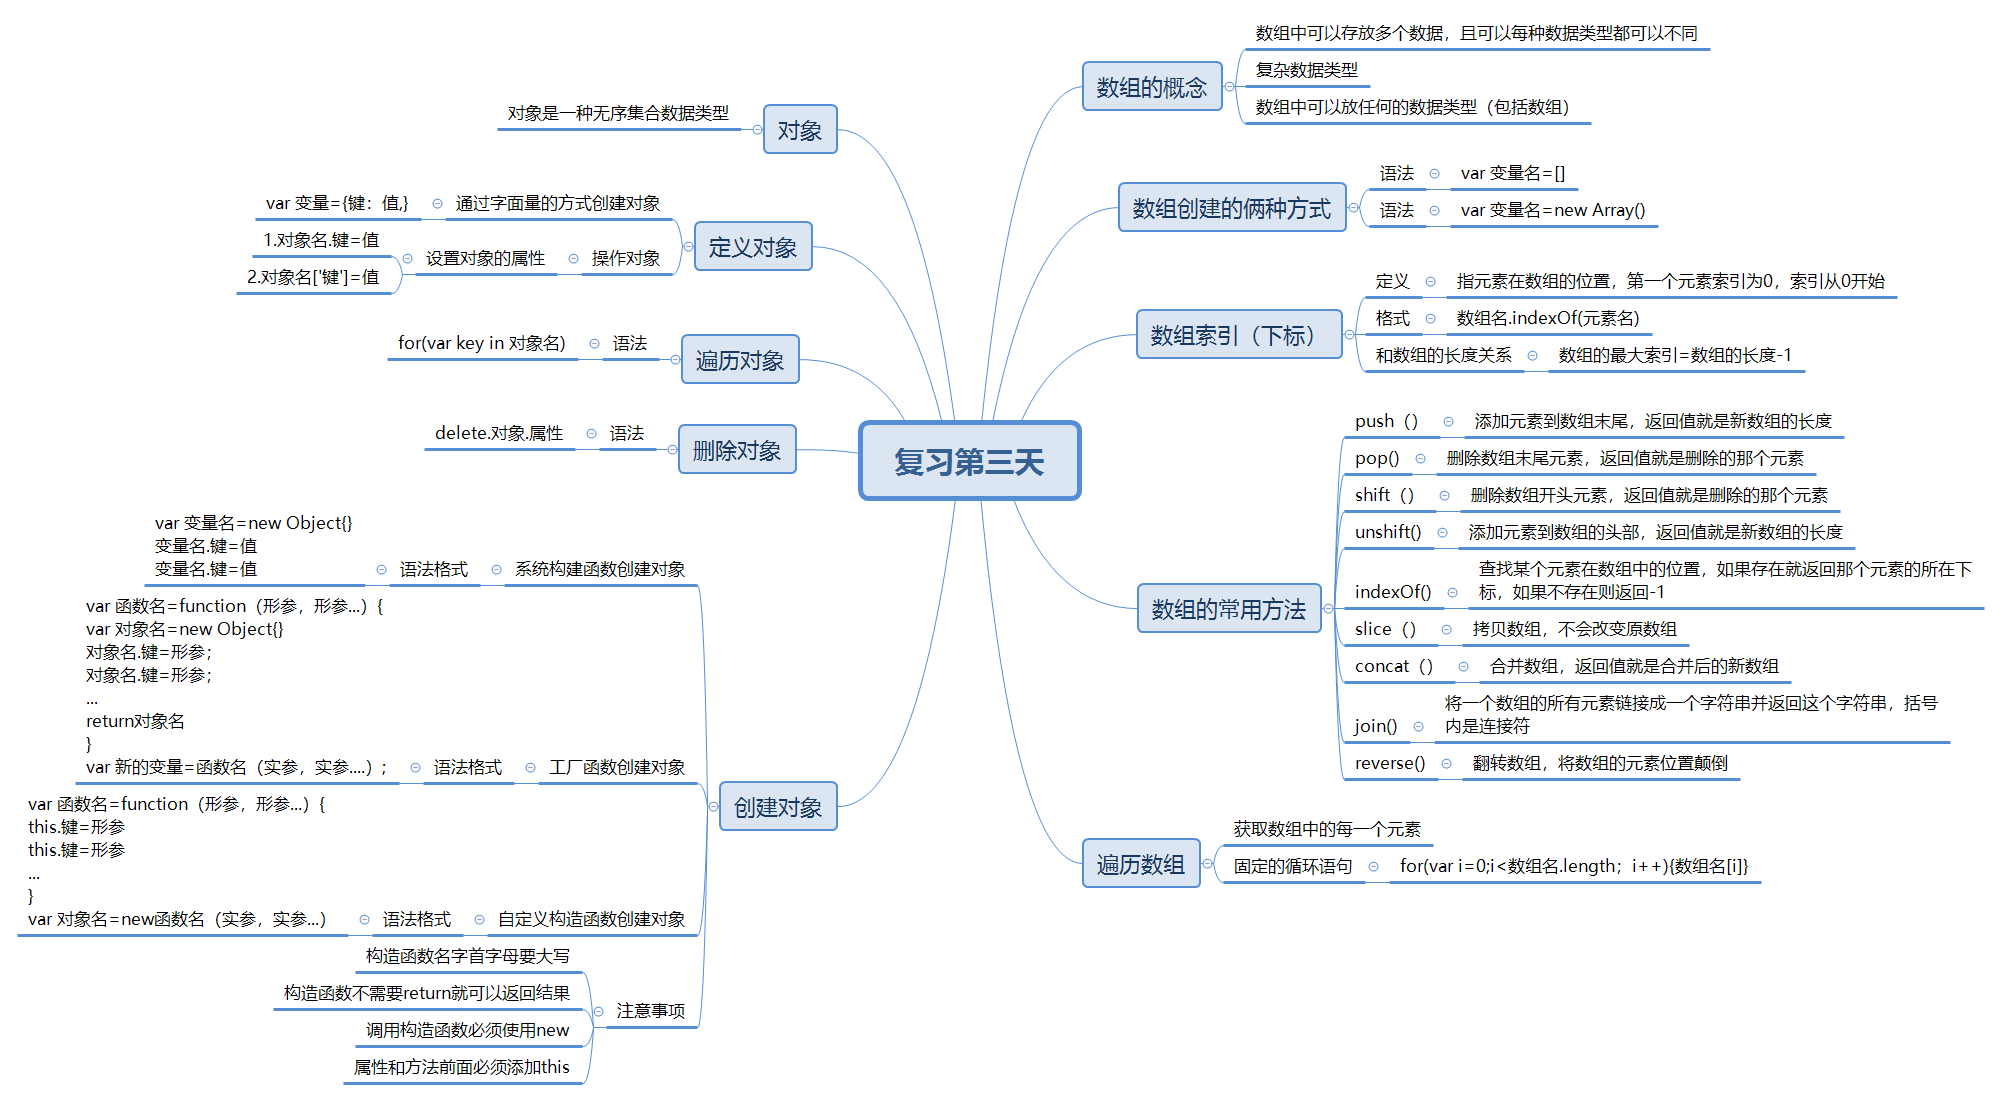 复习第三天
数组的概念
数组中可以存放多个数据，且可以每种数据类型都可以不同
复杂数据类型
数组中可以放任何的数据类型（包括数组）
数组创建的俩种方式
语法
var 变量名=[]
语法
var 变量名=new Array()
数组索引（下标）
定义
指元素在数组的位置，第一个元素索引为0，索引从0开始
格式
数组名.indexOf(元素名)
和数组的长度关系
数组的最大索引=数组的长度-1
数组的常用方法
push（）
添加元素到数组末尾，返回值就是新数组的长度
pop()
删除数组末尾元素，返回值就是删除的那个元素
shift（）
删除数组开头元素，返回值就是删除的那个元素
unshift()
添加元素到数组的头部，返回值就是新数组的长度
indexOf()
查找某个元素在数组中的位置，如果存在就返回那个元素的所在下
标，如果不存在则返回-1
slice（）
拷贝数组，不会改变原数组
concat（）
合并数组，返回值就是合并后的新数组
join()
将一个数组的所有元素链接成一个字符串并返回这个字符串，括号
内是连接符
reverse()
翻转数组，将数组的元素位置颠倒
遍历数组
获取数组中的每一个元素
固定的循环语句
for(var i=0;i<数组名.length；i++){数组名[i]}
对象
对象是一种无序集合数据类型
定义对象
通过字面量的方式创建对象
var 变量={键：值,}
操作对象
设置对象的属性
1.对象名.键=值
2.对象名['键']=值
遍历对象
语法
for(var key in 对象名)
删除对象
语法
delete.对象.属性
创建对象
系统构建函数创建对象
语法格式
var 变量名=new Object{}
变量名.键=值
变量名.键=值
工厂函数创建对象
语法格式
var 函数名=function（形参，形参...）{
var 对象名=new Object{}
对象名.键=形参；
对象名.键=形参；
...
return对象名
}
var 新的变量=函数名（实参，实参....）；
自定义构造函数创建对象
语法格式
var 函数名=function（形参，形参...）{
this.键=形参
this.键=形参
...
}
var 对象名=new函数名（实参，实参...）
注意事项
构造函数名字首字母要大写
构造函数不需要return就可以返回结果
调用构造函数必须使用new
属性和方法前面必须添加this